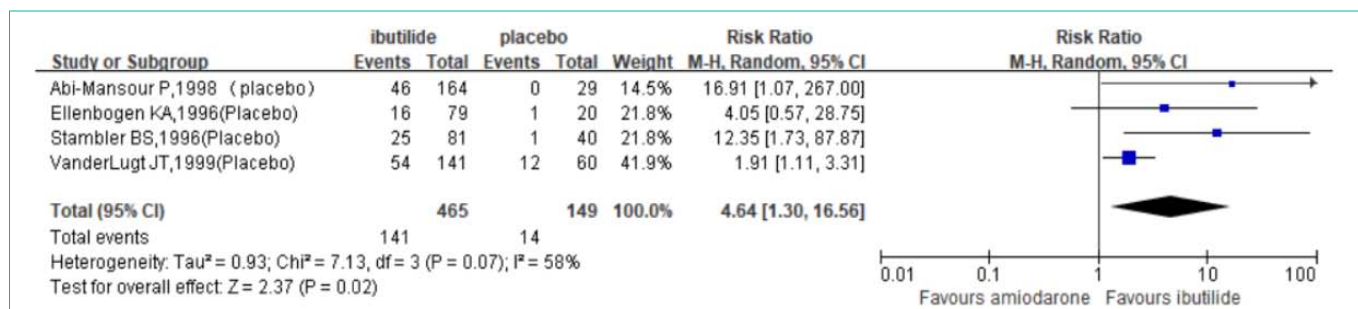 ibutilide placebo Risk Ratio Risk Ratio
Study or Subgroup Events Total Events Total Weight M-H, Random, 95% CI M-H, Random, 95% CI
Abi-Mansour P,1998 (placebo) 46 164 0 29 14.5% 16.91 [1.07, 267.00]
Ellenbogen KA,1996(Placebo) 16 79 1 20 21.8% 4.05 [0.57, 28.75]
Stambler BS,1996(Placebo) 25 81 1 40 21.8% 12.35 [1.73, 87.87]
VanderLugt JT,1999(Placebo) 54 141 12 60 41.9% 1.91 [1.11, 3.31]
Total (95% CI) 465 149 100.0% 4.64 [1.30, 16.56]
Total events 141 14
Heterogeneity: Tau² = 0.93; Chi² = 7.13, df = 3 (P = 0.07); I² = 58%
Test for overall effect: Z = 2.37 (P = 0.02)
0.01 0.1 1 10 100
Favours amiodarone Favours ibutilide